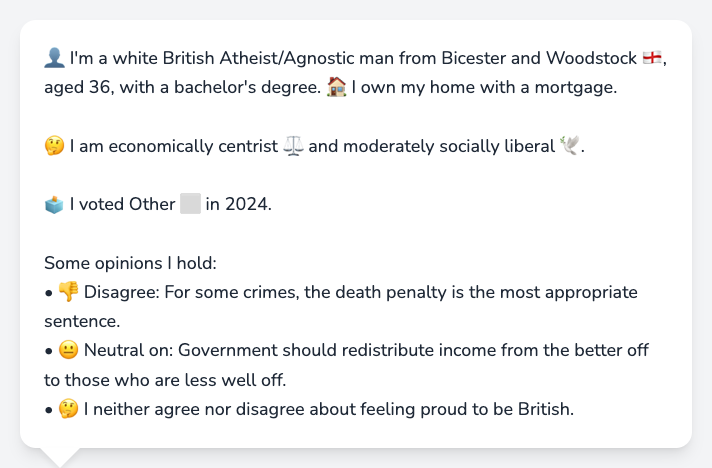 👤 I'm a white British Atheist/Agnostic man from Bicester and Woodstock 🏴󠁧󠁢󠁥󠁮󠁧󠁿,
aged 36, with a bachelor's degree. 🏠 I own my home with a mortgage.
🤔 I am economically centrist ⚖️ and moderately socially liberal 🕊️.
🗳️ I voted Other ⬜ in 2024.
Some opinions I hold:
• 👎 Disagree: For some crimes, the death penalty is the most appropriate
sentence.
• 😐 Neutral on: Government should redistribute income from the better off
to those who are less well off.
• 🤔 I neither agree nor disagree about feeling proud to be British.